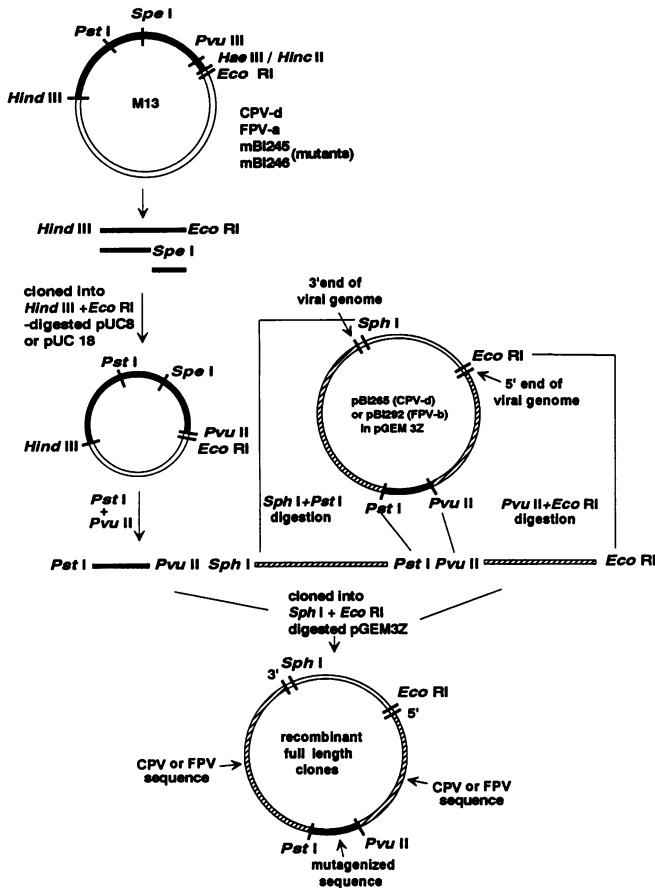 Spe I
Pst I
Pvu III
Hae III / Hinc II
Eco RI
Hind III
M13
CPV-d
FPV-a
mBI245
mBI246 (mutants)
Hind III
Eco RI
Spe I
cloned into
Hind III +Eco RI
-digested pUC8
or pUC 18
Pst I
Spe I
Hind III
Pvu II
Eco RI
Pst I
+
Pvu II
3'end of
viral genome
Sph I
Eco RI
5' end of
viral genome
pBI265 (CPV-d)
or pBI292 (FPV-b)
in pGEM 3Z
Pst I
Pvu II
Sph I+Pst I
digestion
Pvu II+Eco RI
digestion
Pst I
Pvu II
Sph I
Pst I
Pvu II
Eco RI
cloned into
Sph I + Eco RI
digested pGEM3Z
3'
Sph I
Eco RI
5'
recombinant
full length
clones
CPV or FPV
sequence
CPV or FPV
sequence
Pst I
Pvu II
mutagenized
sequence